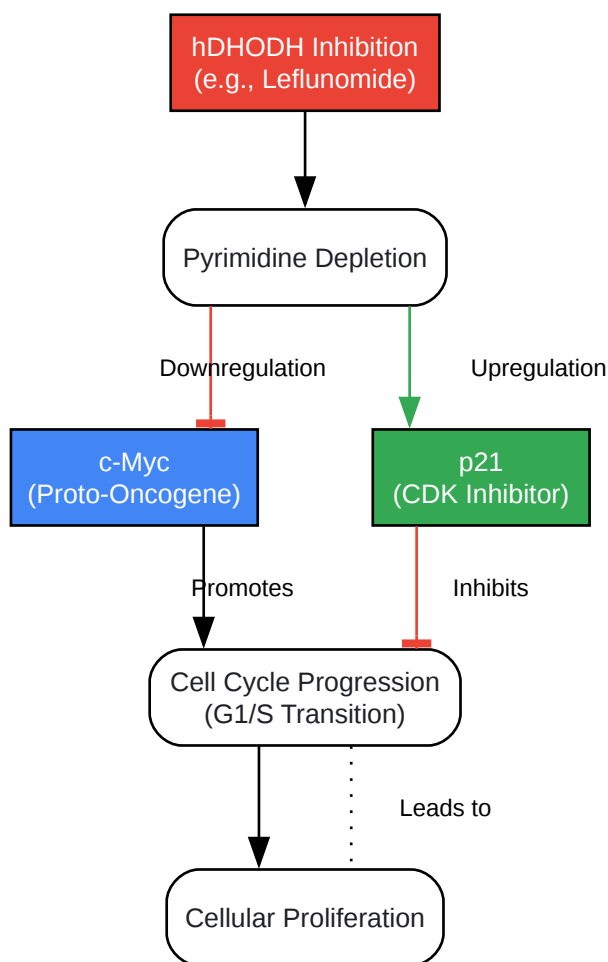 hDHODH Inhibition
(e.g., Leflunomide)
Pyrimidine Depletion
Downregulation
Upregulation
c-Myc
(Proto-Oncogene)
p21
(CDK Inhibitor)
Promotes
Inhibits
Cell Cycle Progression
(G1/S Transition)
Leads to
Cellular Proliferation